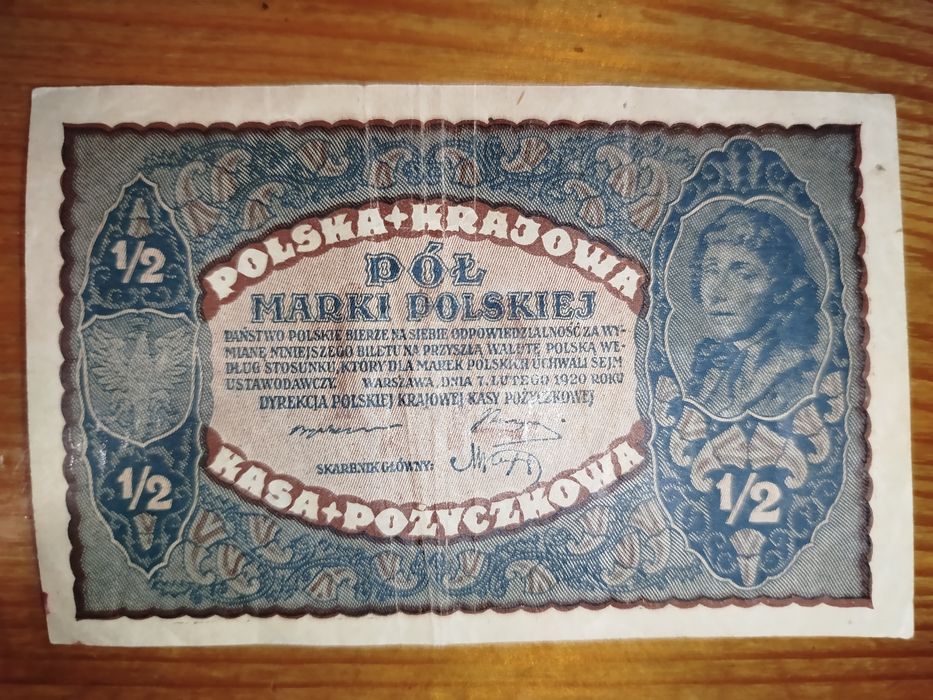 POLSKA+KRAJOWA
1/2
PÓŁ
MARKI POLSKIEJ
PAŃSTWO POLSKIE BIERZE NA SIEBIE ODPOWIEDZIALNOŚĆ ZA WY-
MIANĘ NINIEJSZEGO BILETU NA PRZYSZŁĄ WALUTĘ POLSKĄ WE-
DŁUG STOSUNKU, KTÓRY DLA MAREK POLSKICH UCHWALI SEJM
USTAWODAWCZY. WARSZAWA, DNIA 7. LUTEGO 1920 ROKU
DYREKCJA POLSKIEJ KRAJOWEJ KASY POŻYCZKOWEJ
SKARBNIK GŁÓWNY:
1/2
1/2
KASA+POŻYCZKOWA